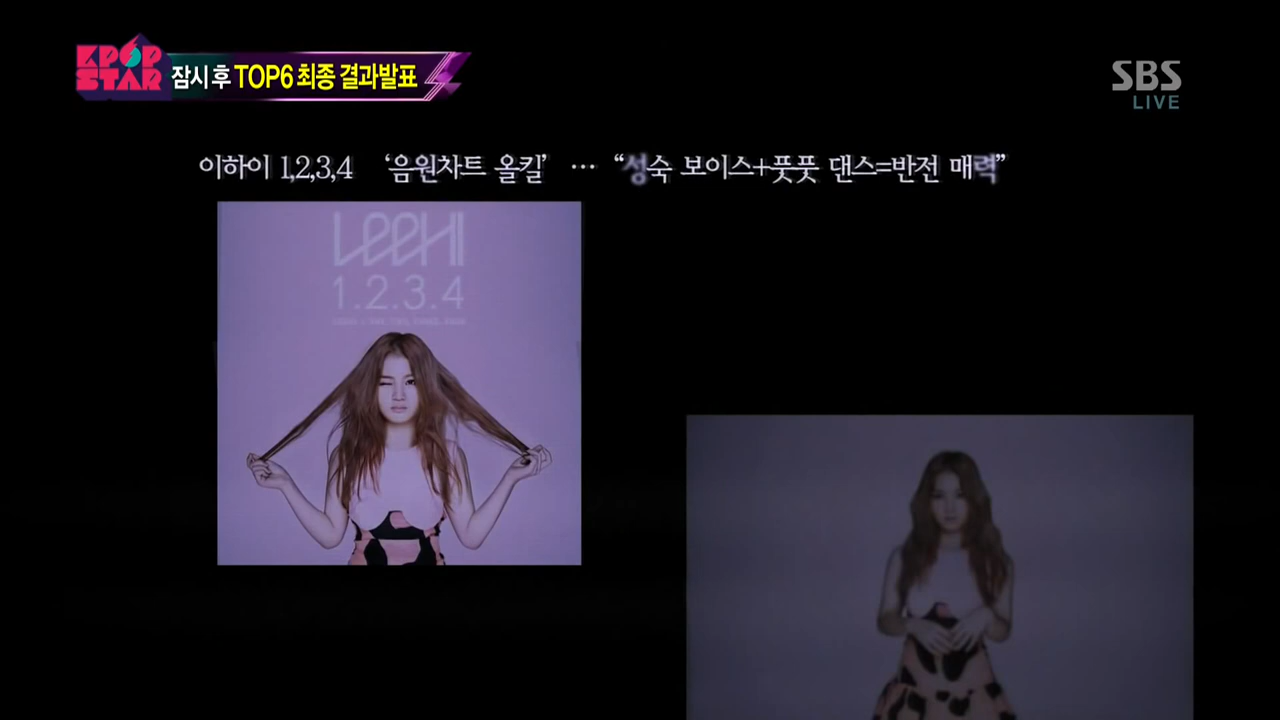 KPOP STAR
잠시 후 TOP6 최종 결과발표
SBS
LIVE
이하이 1,2,3,4 ‘음원차트 올킬’ … “성숙 보이스+풋풋 댄스=반전 매력”
LEEHI
1.2.3.4